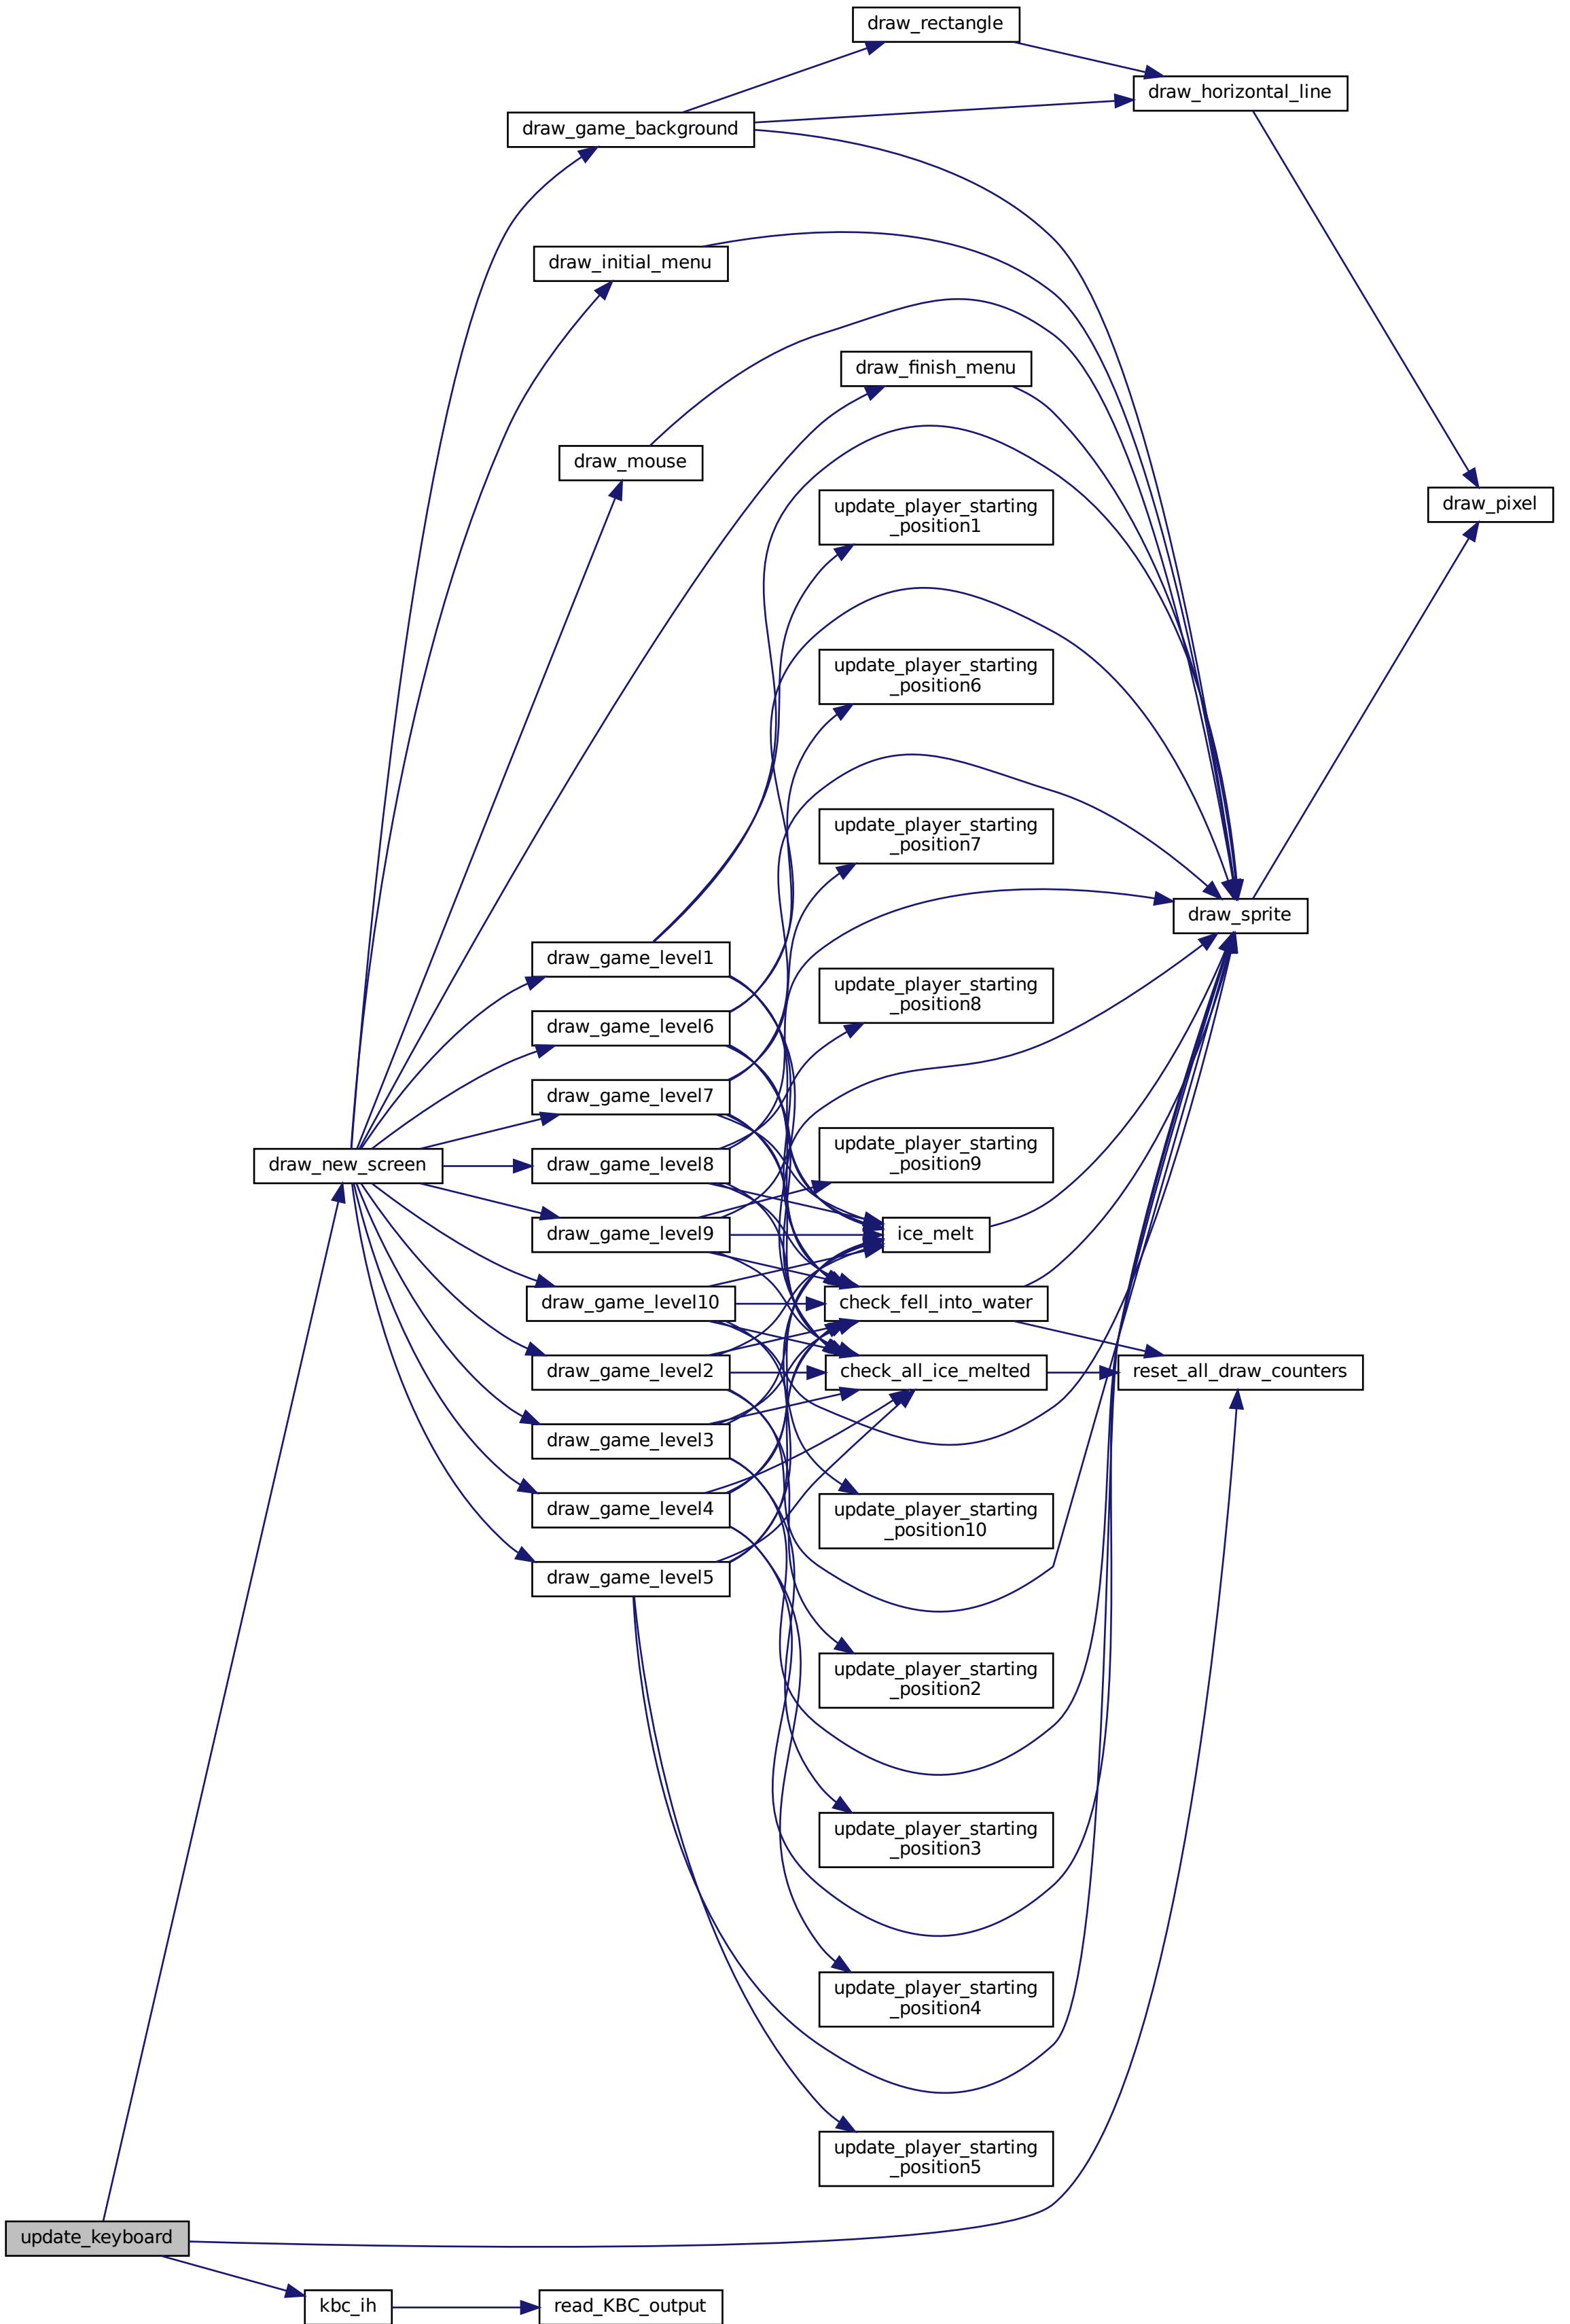 draw_rectangle
draw_horizontal_line
draw_game_background
draw_initial_menu
draw_finish_menu
draw_mouse
update_player_starting
_position1
draw_pixel
update_player_starting
_position6
update_player_starting
_position7
draw_sprite
draw_game_level1
update_player_starting
_position8
draw_game_level6
draw_game_level7
draw_new_screen
draw_game_level8
update_player_starting
_position9
draw_game_level9
ice_melt
draw_game_level10
check_fell_into_water
draw_game_level2
check_all_ice_melted
reset_all_draw_counters
draw_game_level3
draw_game_level4
update_player_starting
_position10
draw_game_level5
update_player_starting
_position2
update_player_starting
_position3
update_player_starting
_position4
update_player_starting
_position5
update_keyboard
kbc_ih
read_KBC_output